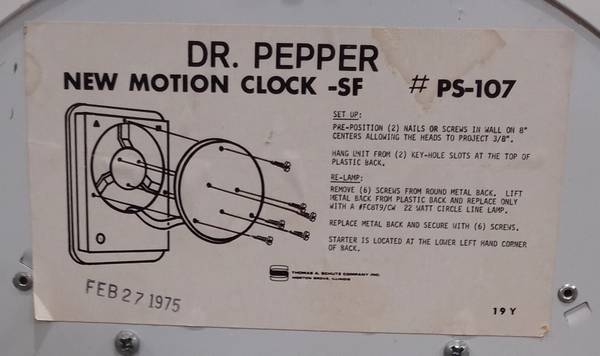 DR. PEPPER
NEW MOTION CLOCK -SF # PS-107
SET UP:
PRE-POSITION (2) NAILS OR SCREWS IN WALL ON 8"
CENTERS ALLOWING THE HEADS TO PROJECT 3/8".
HANG UNIT FROM (2) KEY-HOLE SLOTS AT THE TOP OF
PLASTIC BACK.
RE-LAMP:
REMOVE (6) SCREWS FROM ROUND METAL BACK. LIFT
METAL BACK FROM PLASTIC BACK AND REPLACE ONLY
WITH A #FC8T9/CW 22 WATT CIRCLE LINE LAMP.
REPLACE METAL BACK AND SECURE WITH (6) SCREWS.
STARTER IS LOCATED AT THE LOWER LEFT HAND CORNER
OF BACK.
THOMAS A. SCHUTZ COMPANY INC.
MORTON GROVE, ILLINOIS
FEB 27 1975
19 Y